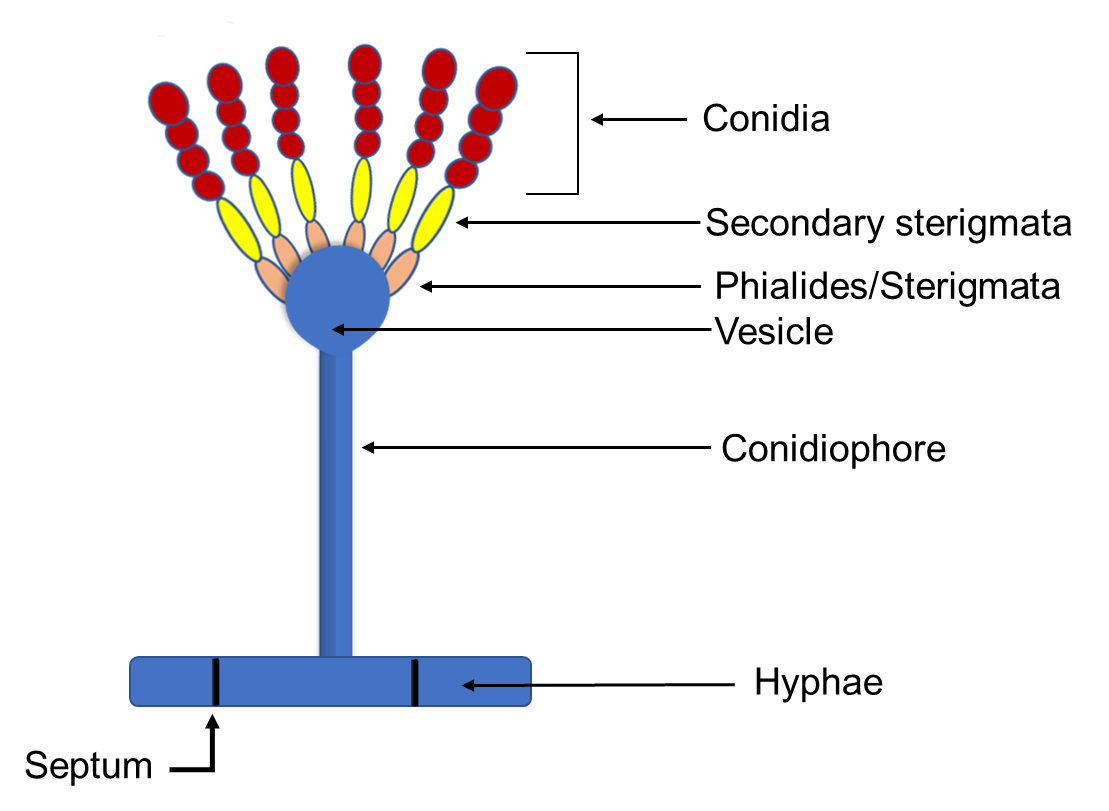 Conidia
Secondary sterigmata
Phialides/Sterigmata
Vesicle
Conidiophore
Hyphae
Septum